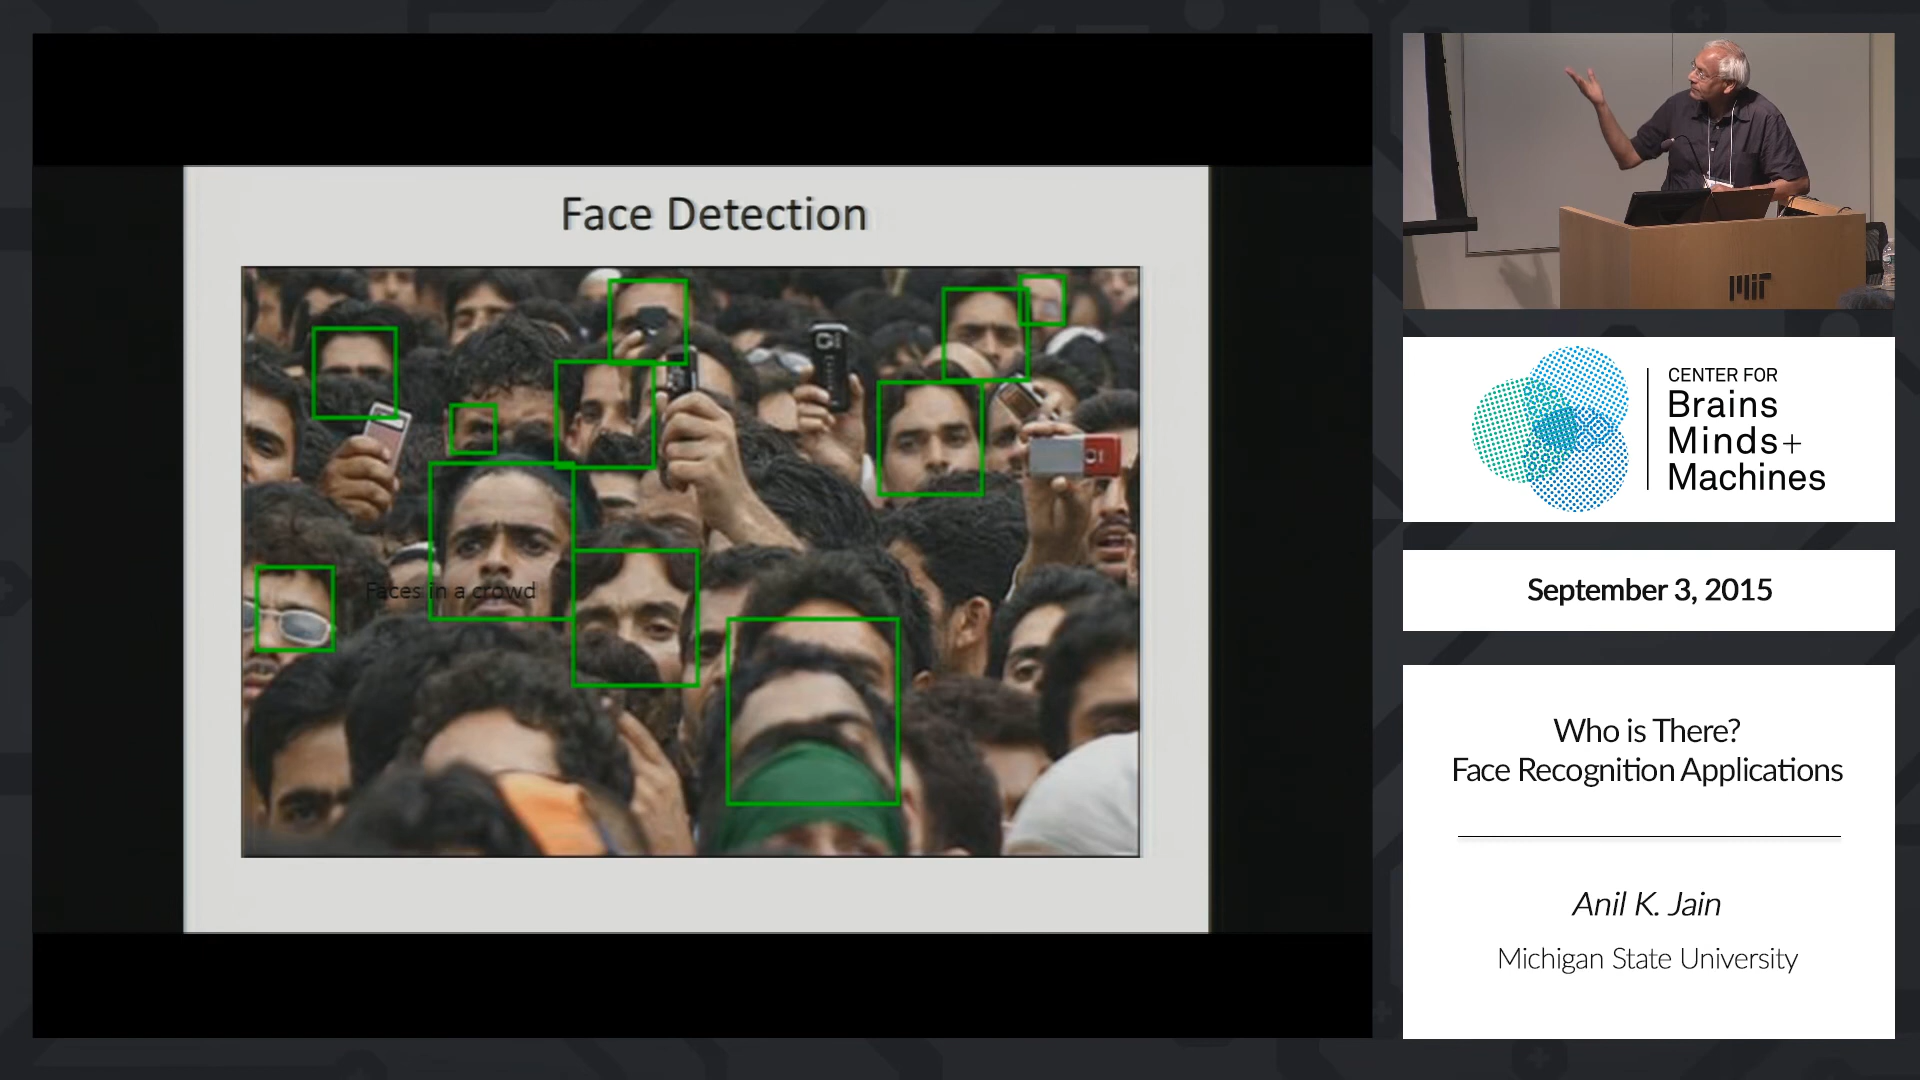 Face Detection
Faces in a crowd
MIT
CENTER FOR
Brains
Minds+
Machines
September 3, 2015
Who is There?
Face Recognition Applications
Anil K. Jain
Michigan State University